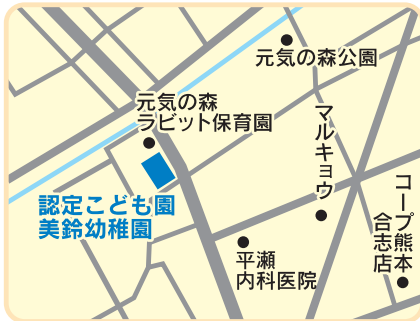 元気の森公園
元気の森
ラビット保育園
マルキョウ
コープ熊本
合志店
認定こども園
美鈴幼稚園
平瀬
内科医院